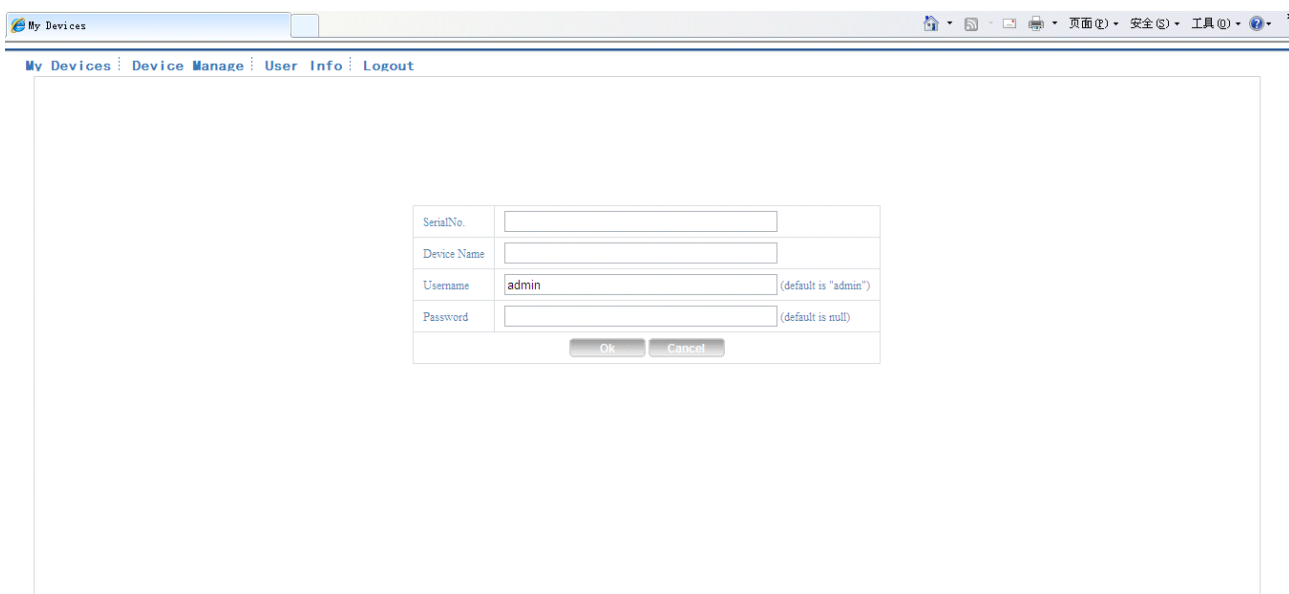 My Devices 页面(P) 安全(S) 工具(O)
My Devices Device Manage User Info Logout
SerialNo.
Device Name
Username admin (default is "admin")
Password (default is null)
Ok Cancel